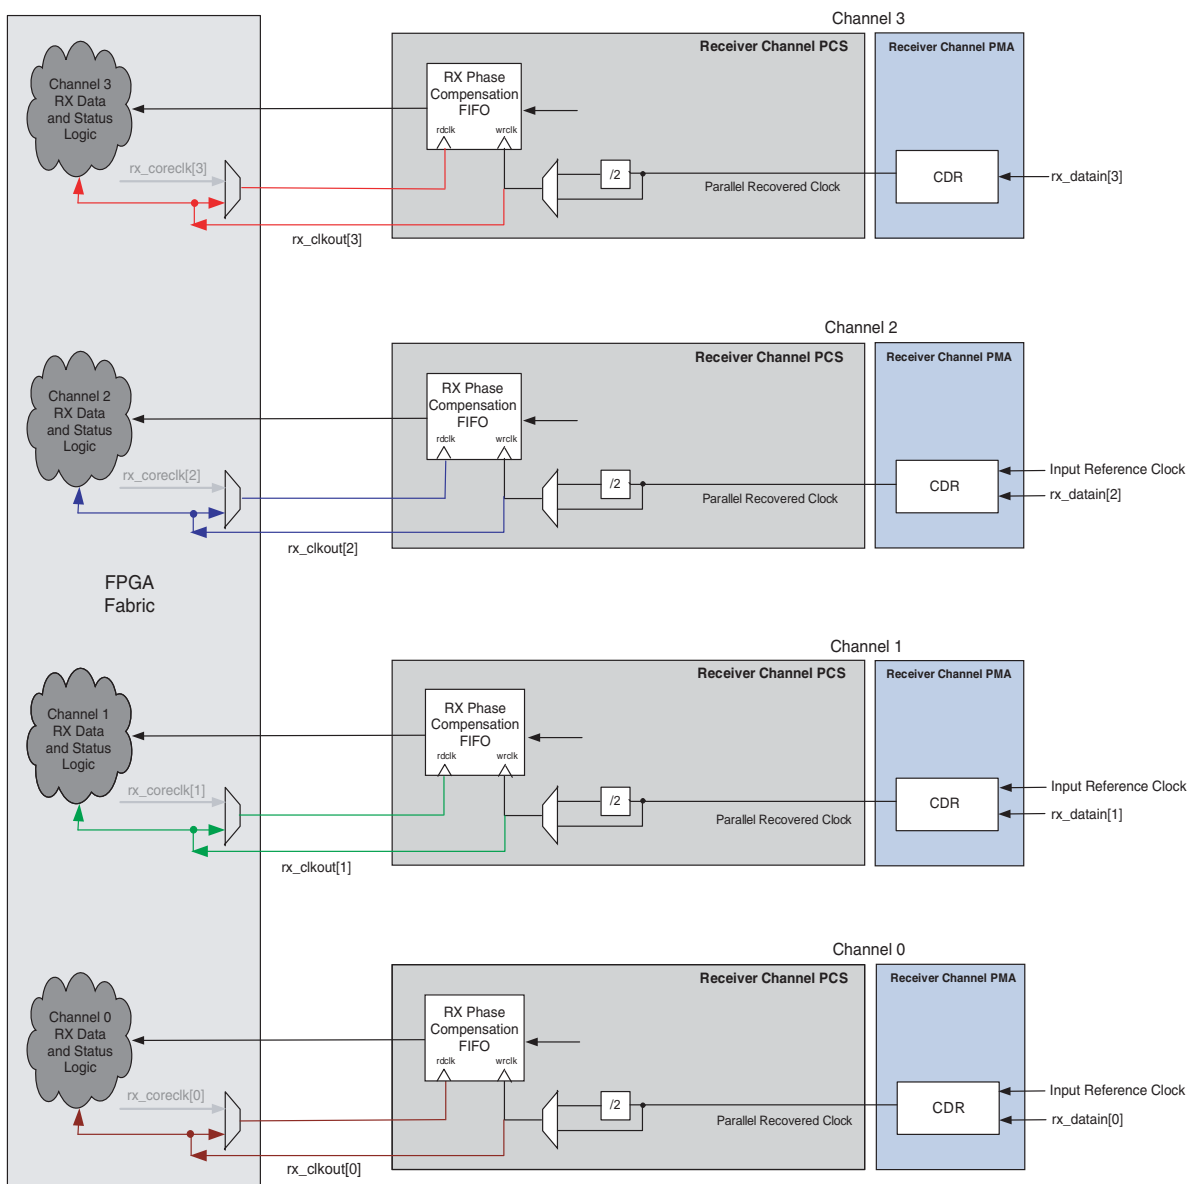 Channel 3
Receiver Channel PCS
Receiver Channel PMA
Channel 3
RX Data
and Status
Logic
RX Phase
Compensation
FIFO
rdclk
wrclk
rx_coreclk[3]
/2
Parallel Recovered Clock
CDR
rx_datain[3]
rx_clkout[3]
Channel 2
Receiver Channel PCS
Receiver Channel PMA
Channel 2
RX Data
and Status
Logic
RX Phase
Compensation
FIFO
rdclk
wrclk
rx_coreclk[2]
/2
Parallel Recovered Clock
CDR
Input Reference Clock
rx_datain[2]
rx_clkout[2]
FPGA
Fabric
Channel 1
Receiver Channel PCS
Receiver Channel PMA
Channel 1
RX Data
and Status
Logic
RX Phase
Compensation
FIFO
rdclk
wrclk
rx_coreclk[1]
/2
Parallel Recovered Clock
CDR
Input Reference Clock
rx_datain[1]
rx_clkout[1]
Channel 0
Receiver Channel PCS
Receiver Channel PMA
Channel 0
RX Data
and Status
Logic
RX Phase
Compensation
FIFO
rdclk
wrclk
rx_coreclk[0]
/2
Parallel Recovered Clock
CDR
Input Reference Clock
rx_datain[0]
rx_clkout[0]